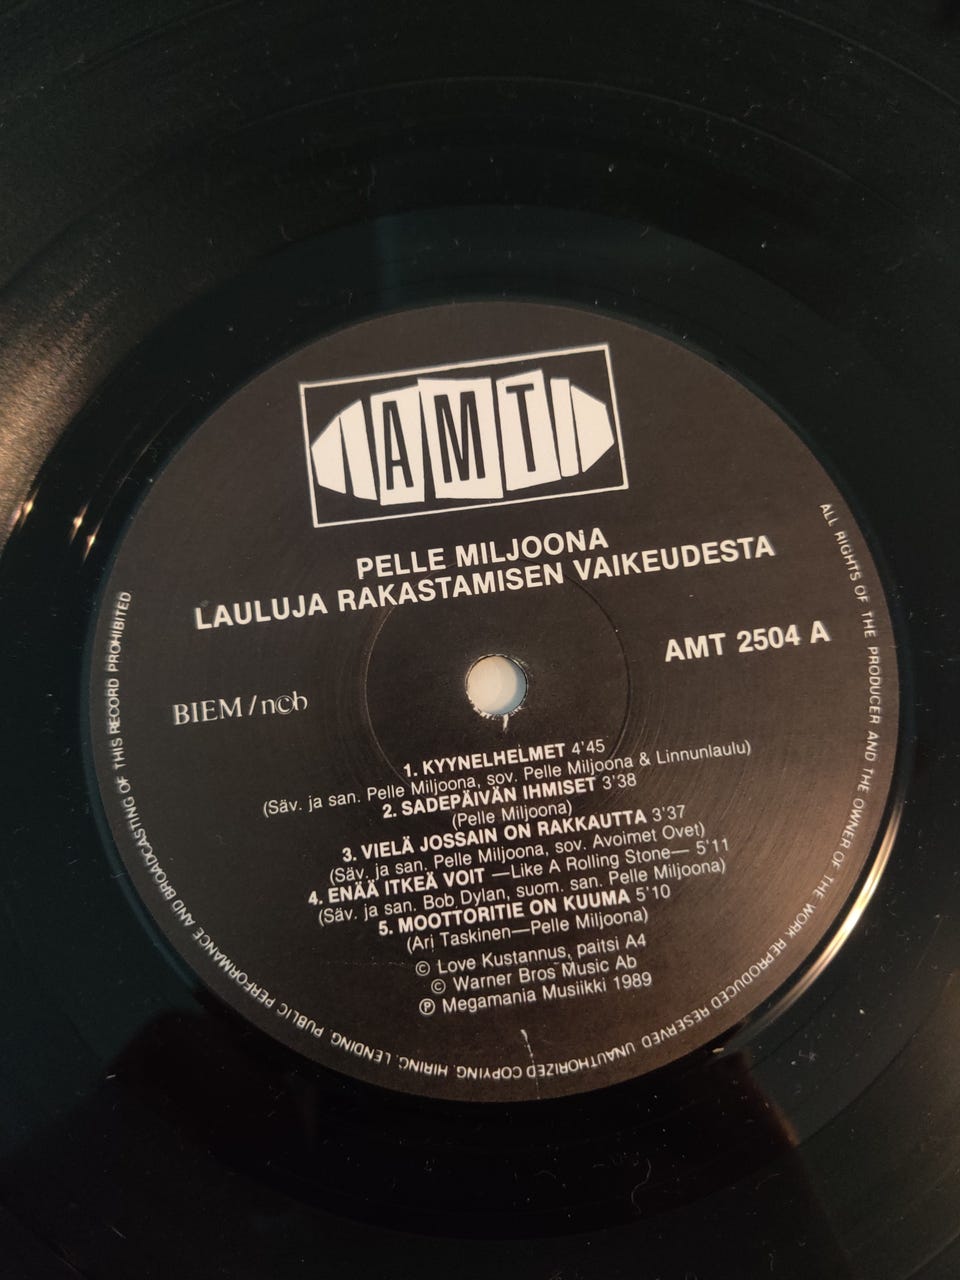 AMT
PELLE MILJOONA
LAULUJA RAKASTAMISEN VAIKEUDESTA
AMT 2504 A
BIEM / n©b
1. KYYNELHELMET 4'45
(Säv. ja san. Pelle Miljoona, sov. Pelle Miljoona & Linnunlaulu)
2. SADEPÄIVÄN IHMISET 3'38
(Pelle Miljoona)
3. VIELÄ JOSSAIN ON RAKKAUTTA 3'37
(Säv. ja san. Pelle Miljoona, sov. Avoimet Ovet)
4. ENÄÄ ITKEÄ VOIT —Like A Rolling Stone— 5'11
(Säv. ja san. Bob Dylan, suom. san. Pelle Miljoona)
5. MOOTTORITIE ON KUUMA 5'10
(Ari Taskinen—Pelle Miljoona)
© Love Kustannus, paitsi A4
© Warner Bros Music Ab
℗ Megamania Musiikki 1989
ALL RIGHTS OF THE PRODUCER AND THE OWNER OF THE WORK REPRODUCED RESERVED. UNAUTHORIZED COPYING, HIRING, LENDING, PUBLIC PERFORMANCE AND BROADCASTING OF THIS RECORD PROHIBITED